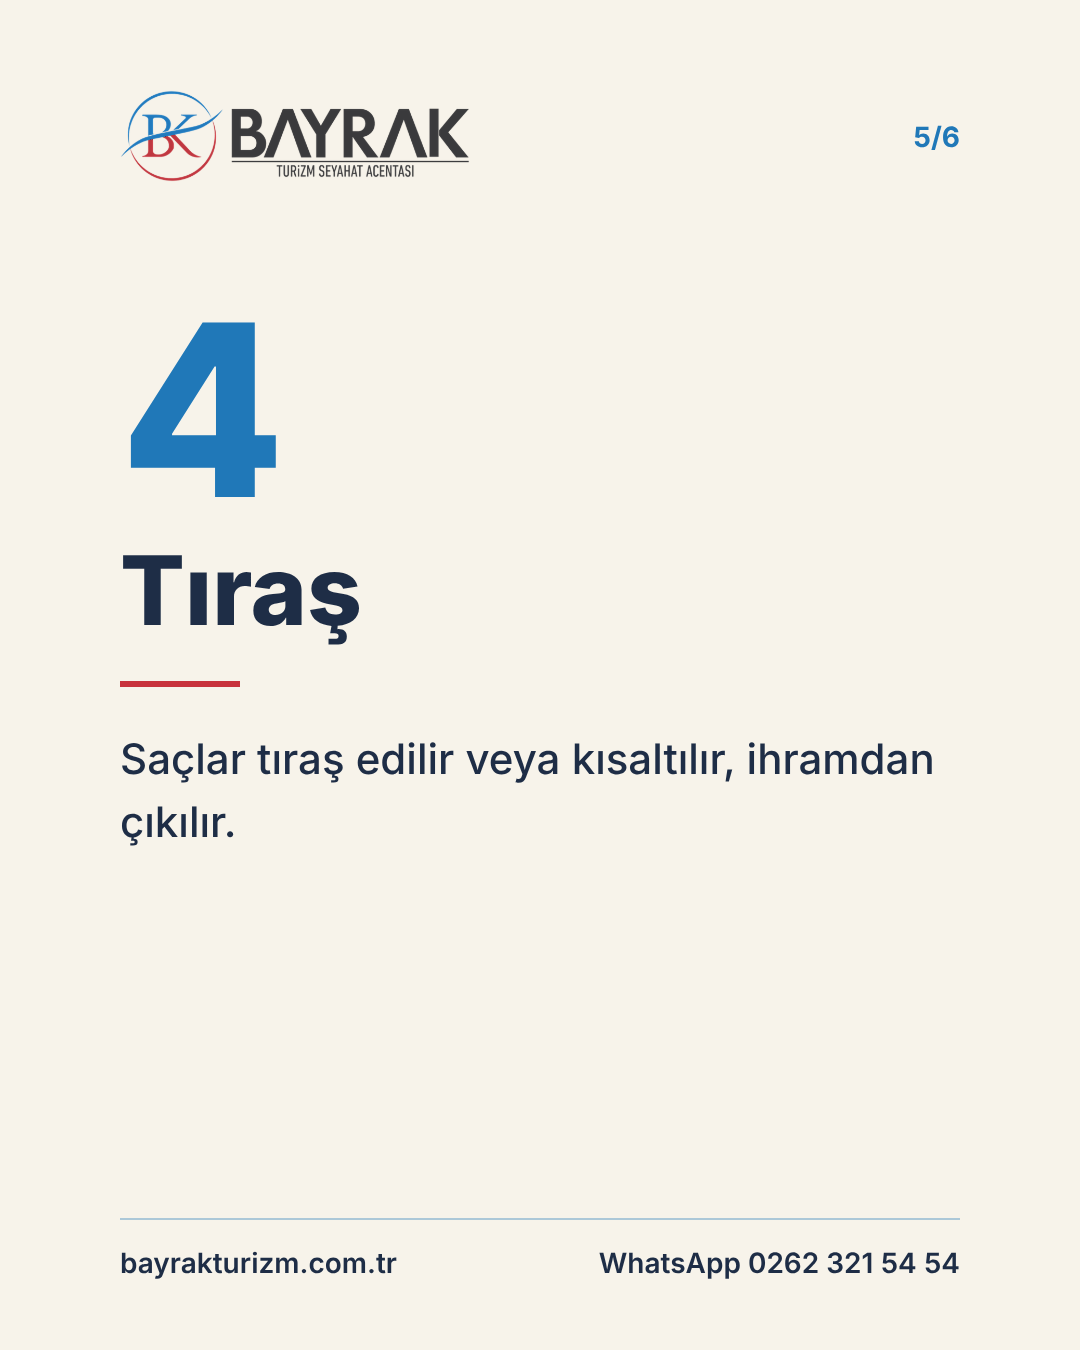 BK BAYRAK
TURİZM SEYAHAT ACENTASI
5/6
4
Tıraş
Saçlar tıraş edilir veya kısaltılır, ihramdan
çıkılır.
bayrakturizm.com.tr
WhatsApp 0262 321 54 54